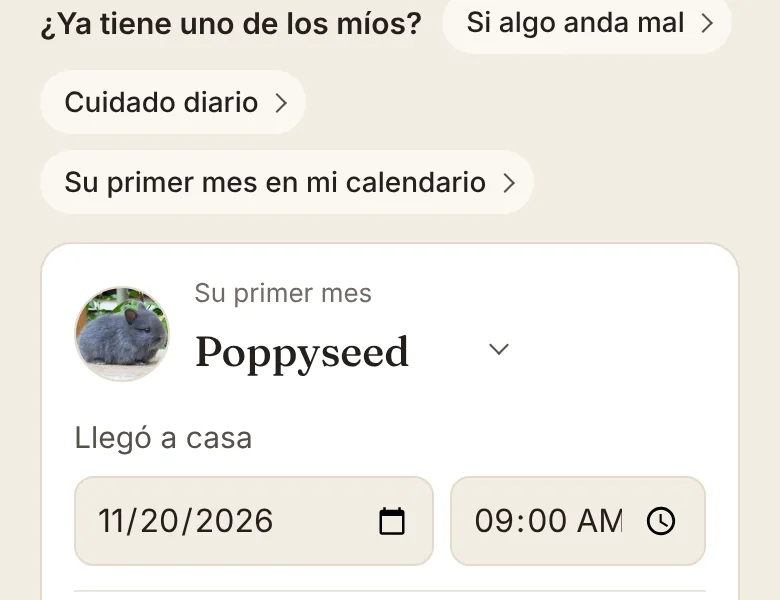 ¿Ya tiene uno de los míos?
Si algo anda mal
Cuidado diario
Su primer mes en mi calendario
Su primer mes
Poppyseed
Llegó a casa
11/20/2026
09:00 AM